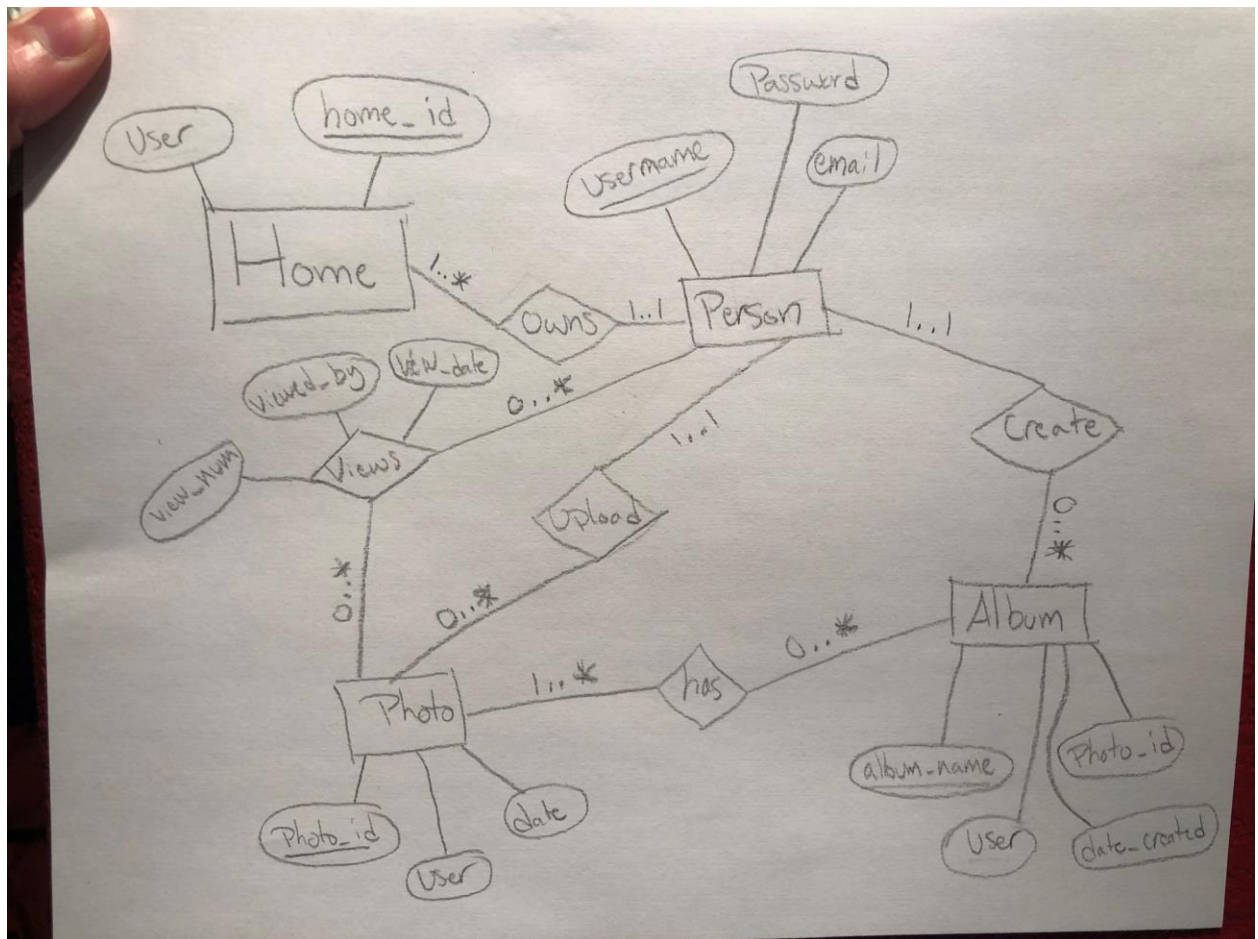 User
home_id
Username
Password
email
Home
1..*
Owns
1..1
Person
1..1
viewed_by
view_date
view_num
Views
0..*
0..*
1..1
Upload
0..*
Create
0..*
Photo
1..*
has
0..*
Album
Photo_id
User
date
album_name
User
date_created
Photo_id